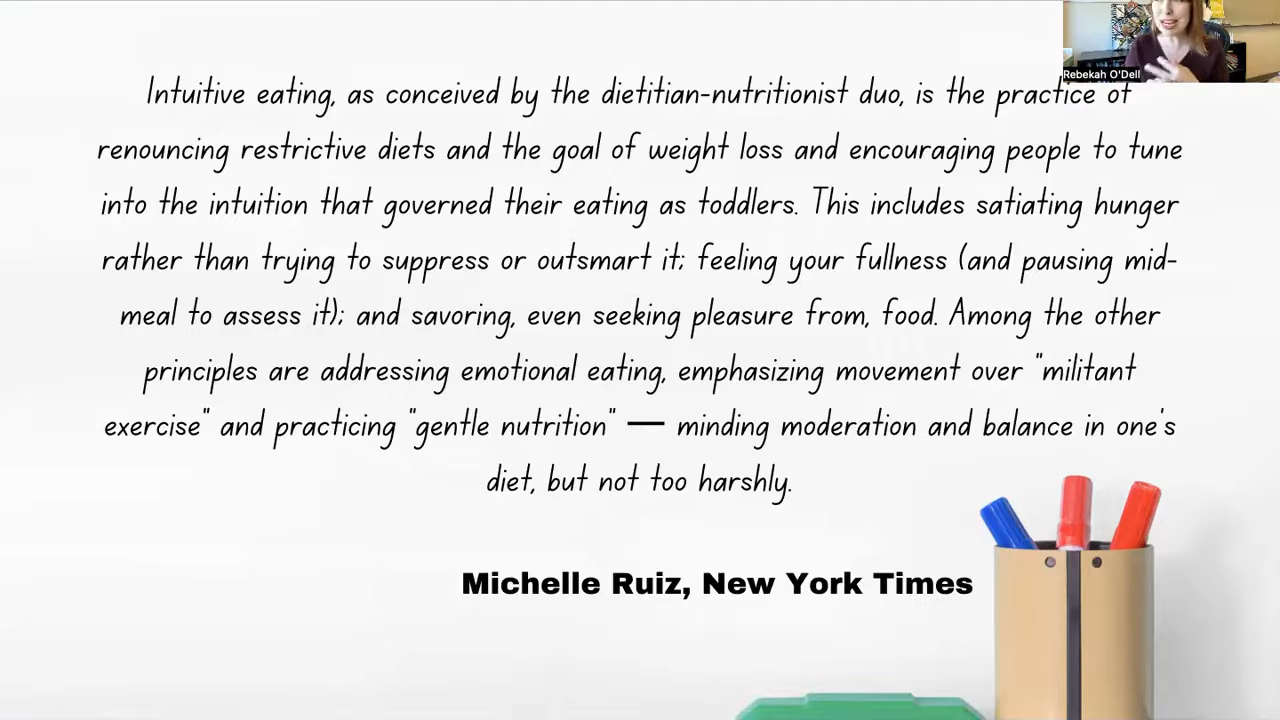 Rebekah O'Dell
Intuitive eating, as conceived by the dietitian-nutritionist duo, is the practice of
renouncing restrictive diets and the goal of weight loss and encouraging people to tune
into the intuition that governed their eating as toddlers. This includes satiating hunger
rather than trying to suppress or outsmart it; feeling your fullness (and pausing mid-
meal to assess it); and savoring, even seeking pleasure from, food. Among the other
principles are addressing emotional eating, emphasizing movement over "militant
exercise" and practicing "gentle nutrition" — minding moderation and balance in one's
diet, but not too harshly.
Michelle Ruiz, New York Times